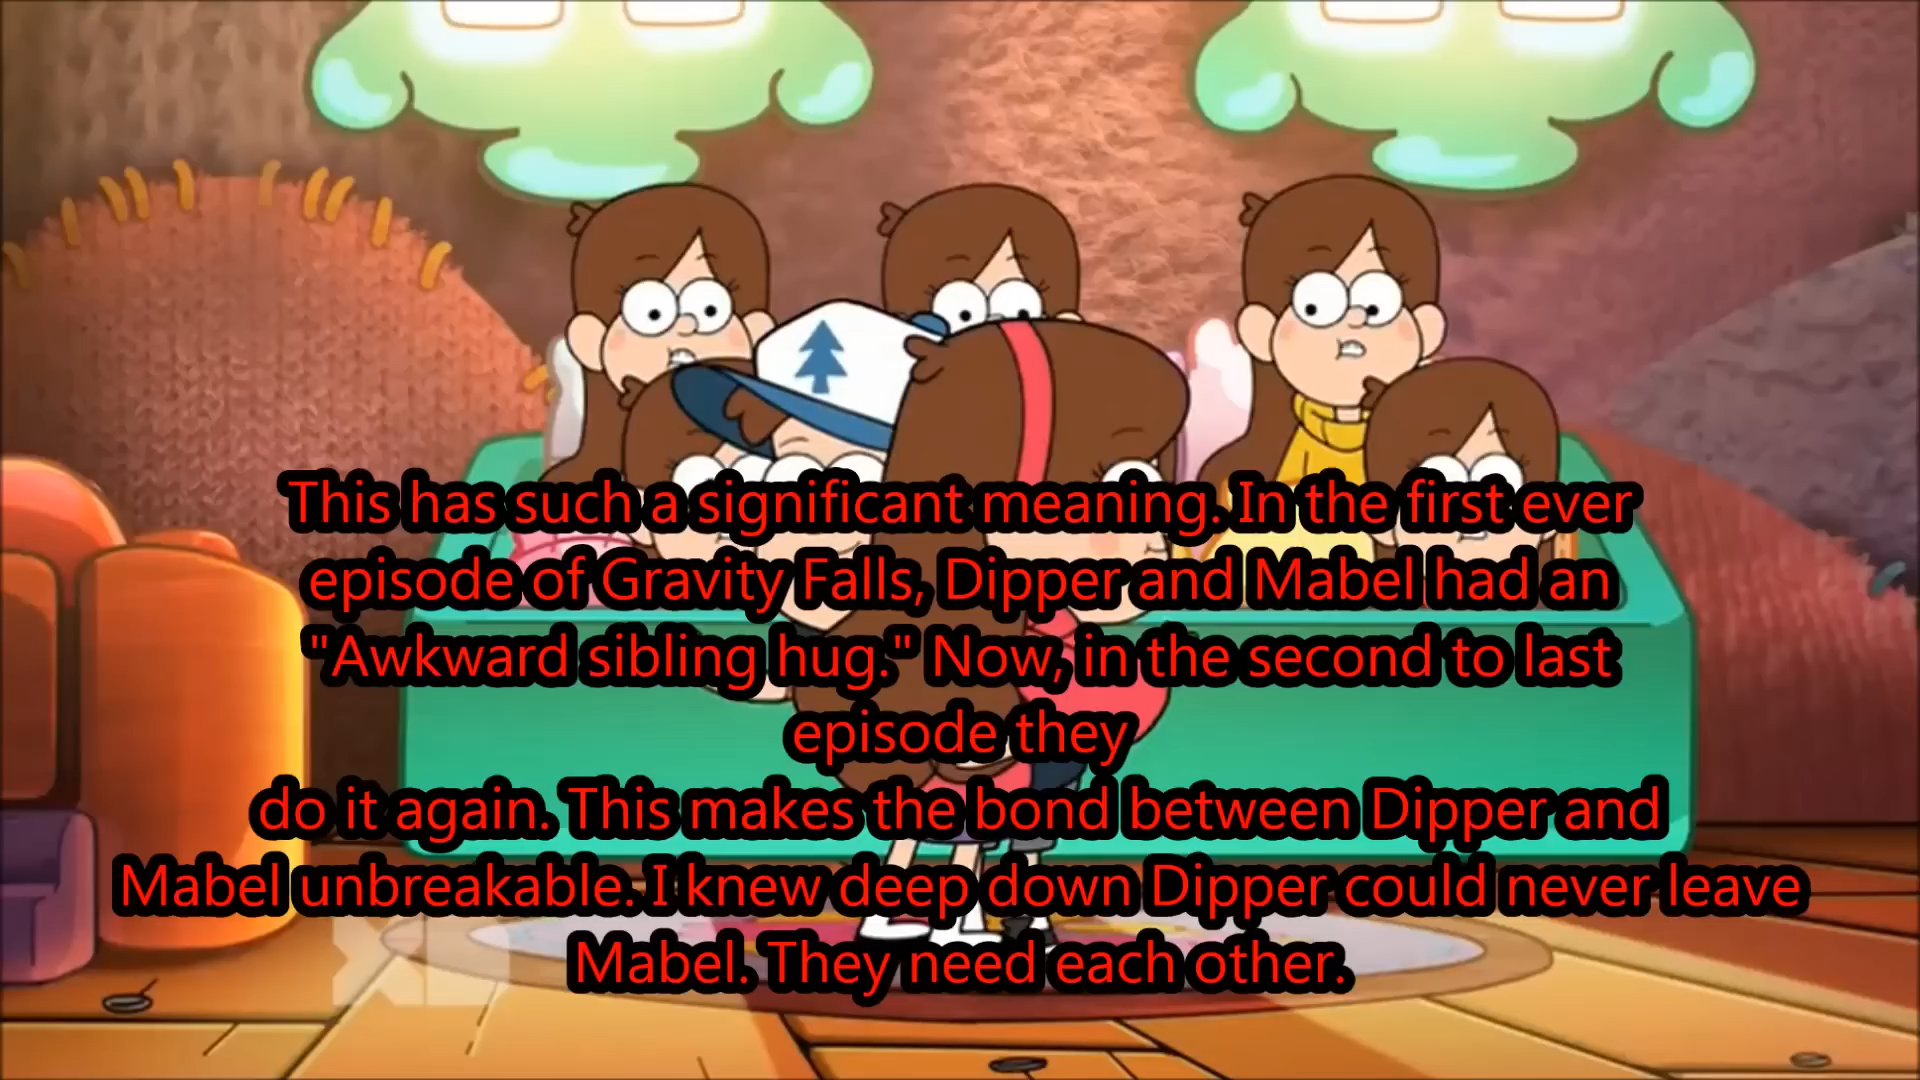 This has such a significant meaning. In the first ever
episode of Gravity Falls, Dipper and Mabel had an
"Awkward sibling hug." Now, in the second to last
episode they
do it again. This makes the bond between Dipper and
Mabel unbreakable. I knew deep down Dipper could never leave
Mabel. They need each other.
XD